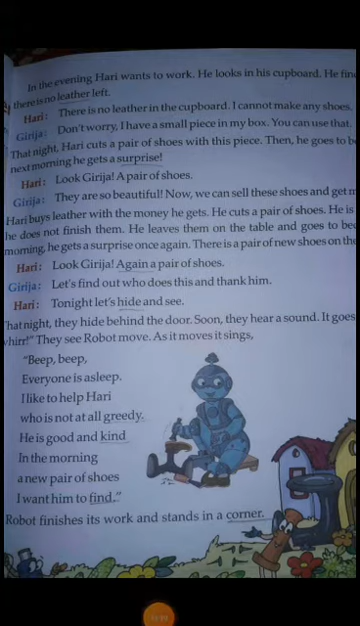 In the evening Hari wants to work. He looks in his cupboard. He fin
there is no leather left.
Hari: There is no leather in the cupboard. I cannot make any shoes.
Girija: Don't worry, I have a small piece in my box. You can use that.
That night, Hari cuts a pair of shoes with this piece. Then, he goes to be
next morning he gets a surprise!
Hari: Look Girija! A pair of shoes.
Girija: They are so beautiful! Now, we can sell these shoes and get m
Hari buys leather with the money he gets. He cuts a pair of shoes. He is
he does not finish them. He leaves them on the table and goes to bed
morning, he gets a surprise once again. There is a pair of new shoes on the
Hari: Look Girija! Again a pair of shoes.
Girija: Let's find out who does this and thank him.
Hari: Tonight let's hide and see.
That night, they hide behind the door. Soon, they hear a sound. It goes
whirr!" They see Robot move. As it moves it sings,
"Beep, beep,
Everyone is asleep.
I like to help Hari
who is not at all greedy.
He is good and kind
In the morning
a new pair of shoes
I want him to find."
Robot finishes its work and stands in a corner.